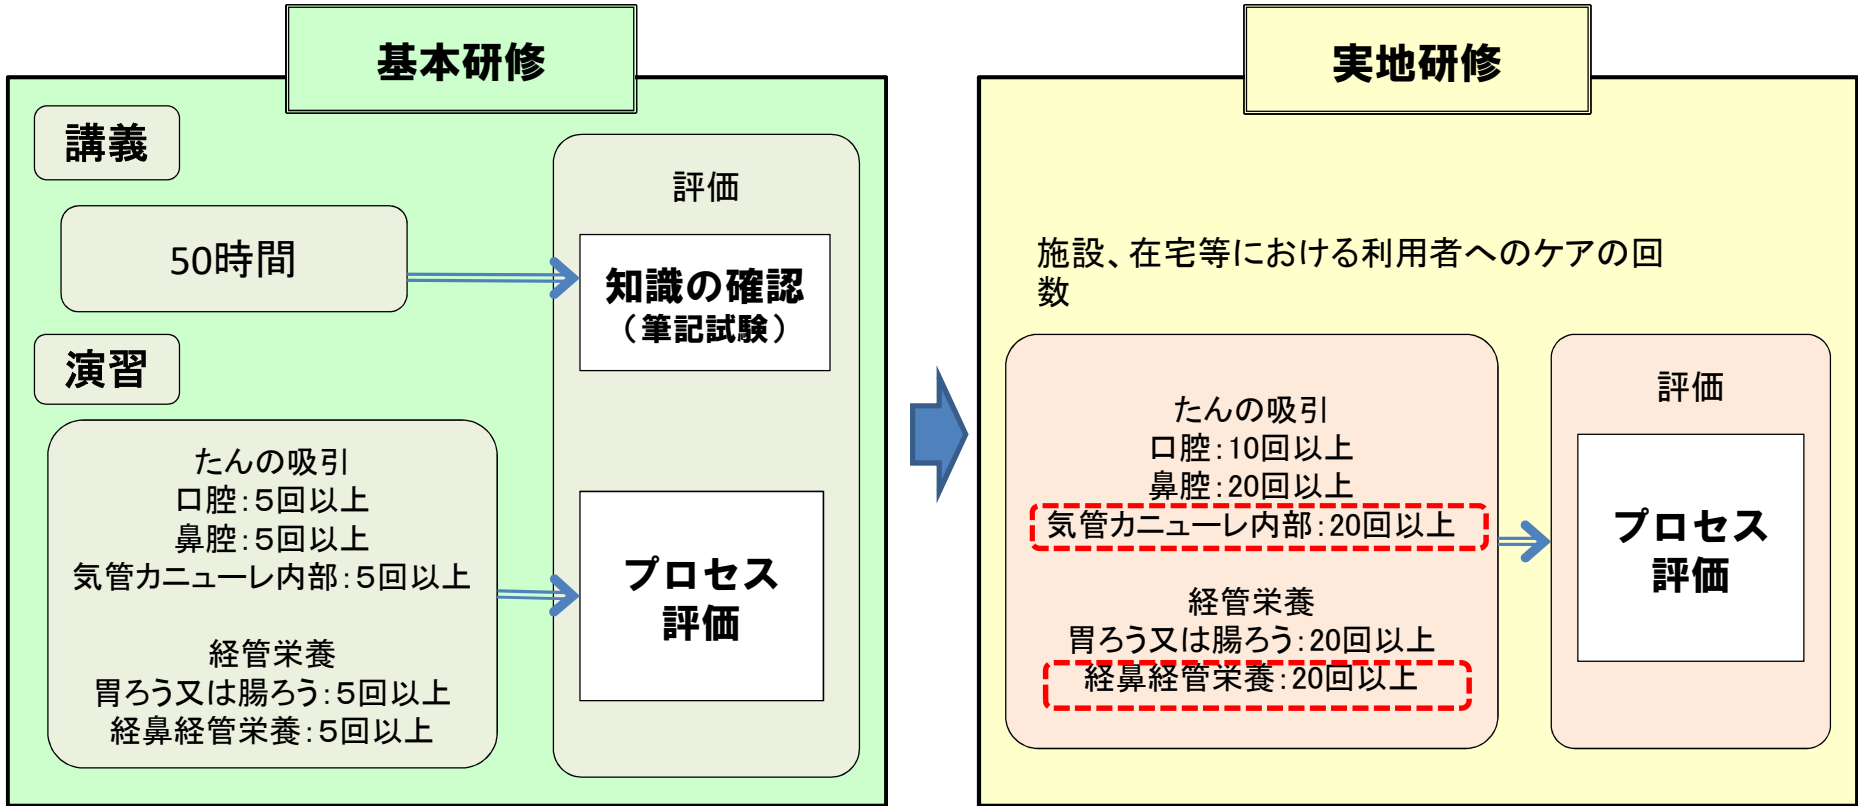 基本研修
講義
50時間
演習
たんの吸引
口腔：５回以上
鼻腔：５回以上
気管カニューレ内部：５回以上
経管栄養
胃ろう又は腸ろう：５回以上
経鼻経管栄養：５回以上
評価
知識の確認
（筆記試験）
プロセス
評価
実地研修
施設、在宅等における利用者へのケアの回
数
たんの吸引
口腔：10回以上
鼻腔：20回以上
気管カニューレ内部：20回以上
経管栄養
胃ろう又は腸ろう：20回以上
経鼻経管栄養：20回以上
評価
プロセス
評価